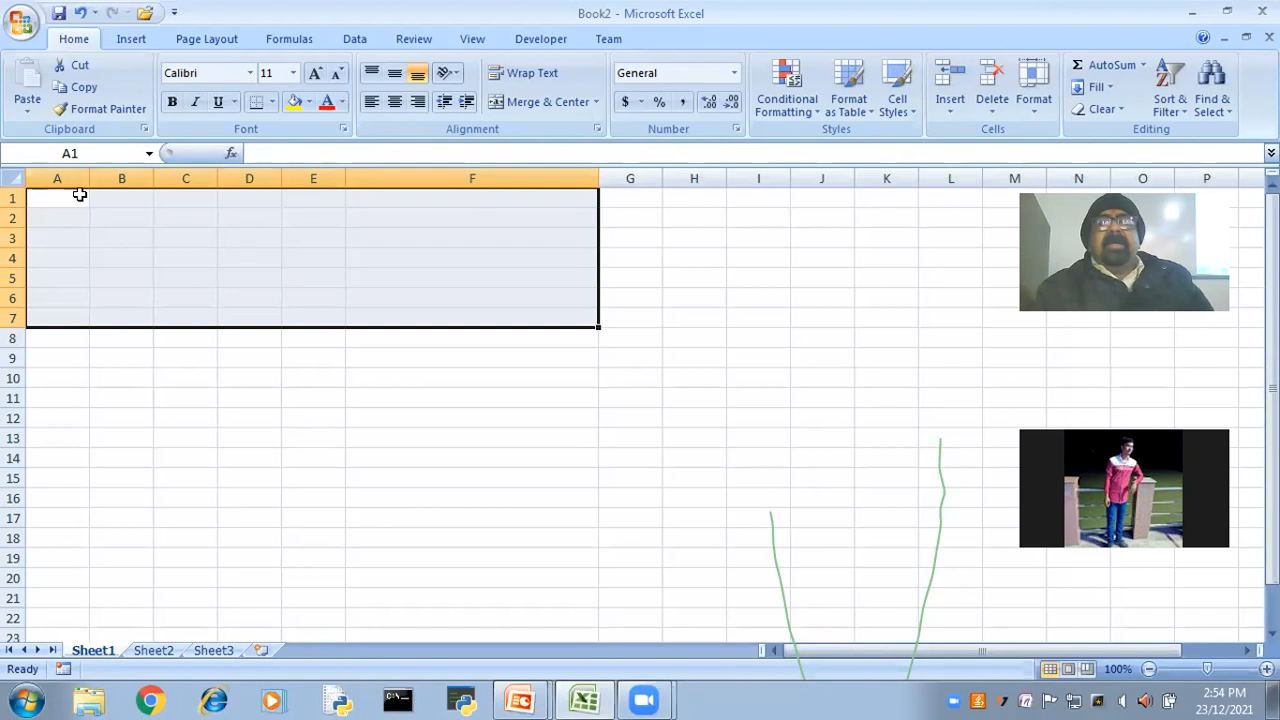 Book2 - Microsoft Excel
Home Insert Page Layout Formulas Data Review View Developer Team
Paste
Cut
Copy
Format Painter
Clipboard
Calibri 11
B I U
Font
Wrap Text
Merge & Center
Alignment
General
$ % ,
Number
Conditional Formatting
Format as Table
Cell Styles
Styles
Insert
Delete
Format
Cells
Σ AutoSum
Fill
Clear
Sort & Filter
Find & Select
Editing
A1 fx
A B C D E F G H I J K L M N O P
1
2
3
4
5
6
7
8
9
10
11
12
13
14
15
16
17
18
19
20
21
22
23
Sheet1 Sheet2 Sheet3
Ready 100%
2:54 PM
23/12/2021